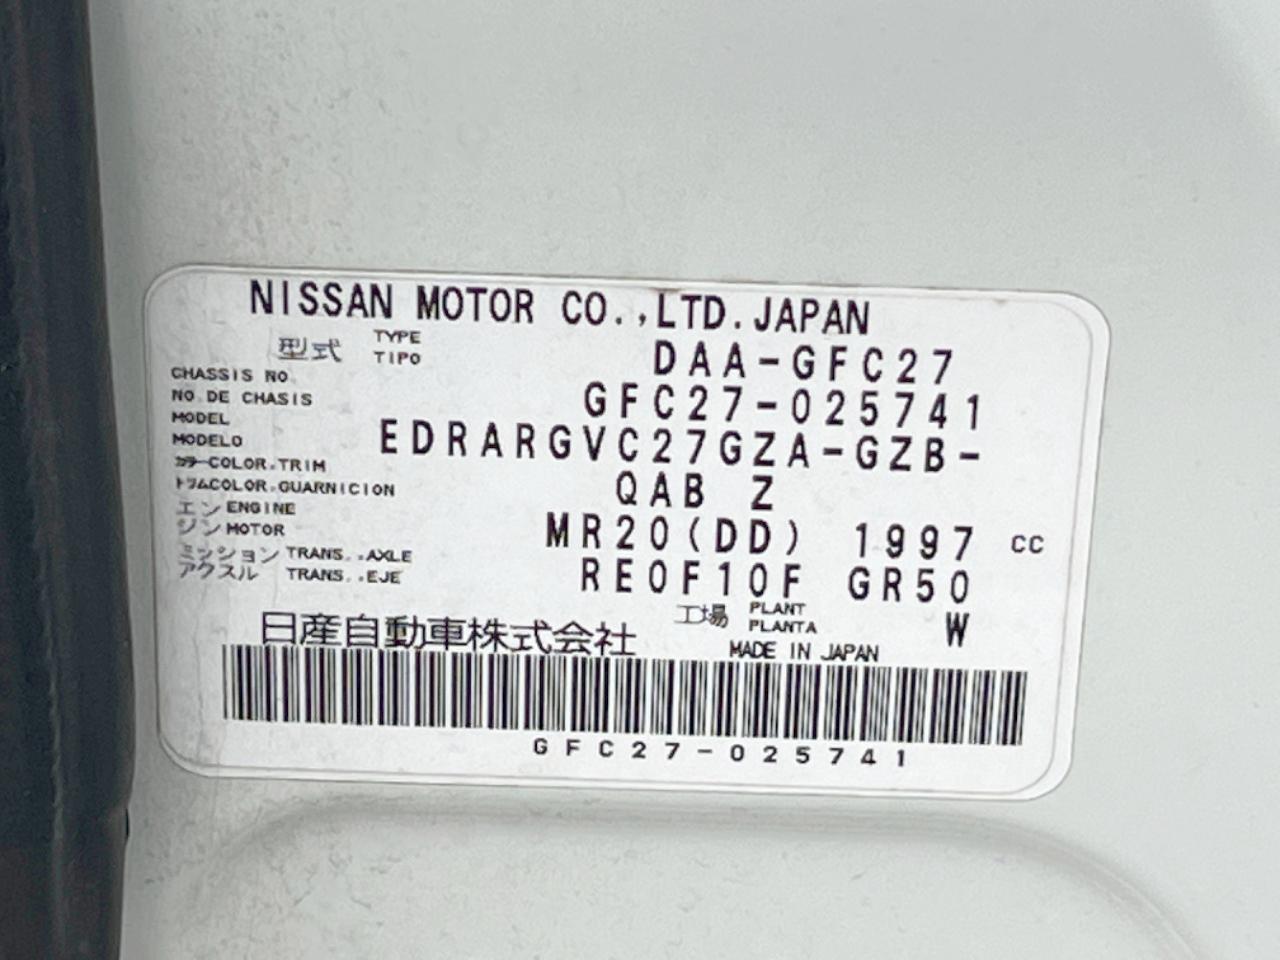 NISSAN MOTOR CO.,LTD.JAPAN
型式 TYPE TIPO DAA-GFC27
CHASSIS NO.
NO.DE CHASIS GFC27-025741
MODEL
MODELO EDRARGVC27GZA-GZB-
カラー COLOR.TRIM
トリム COLOR.GUARNICION QAB Z
エン ENGINE
ジン MOTOR MR20(DD) 1997 CC
ミッション TRANS..AXLE
アクスル TRANS..EJE RE0F10F GR50
工場 PLANT PLANTA W
日産自動車株式会社 MADE IN JAPAN
GFC27-025741